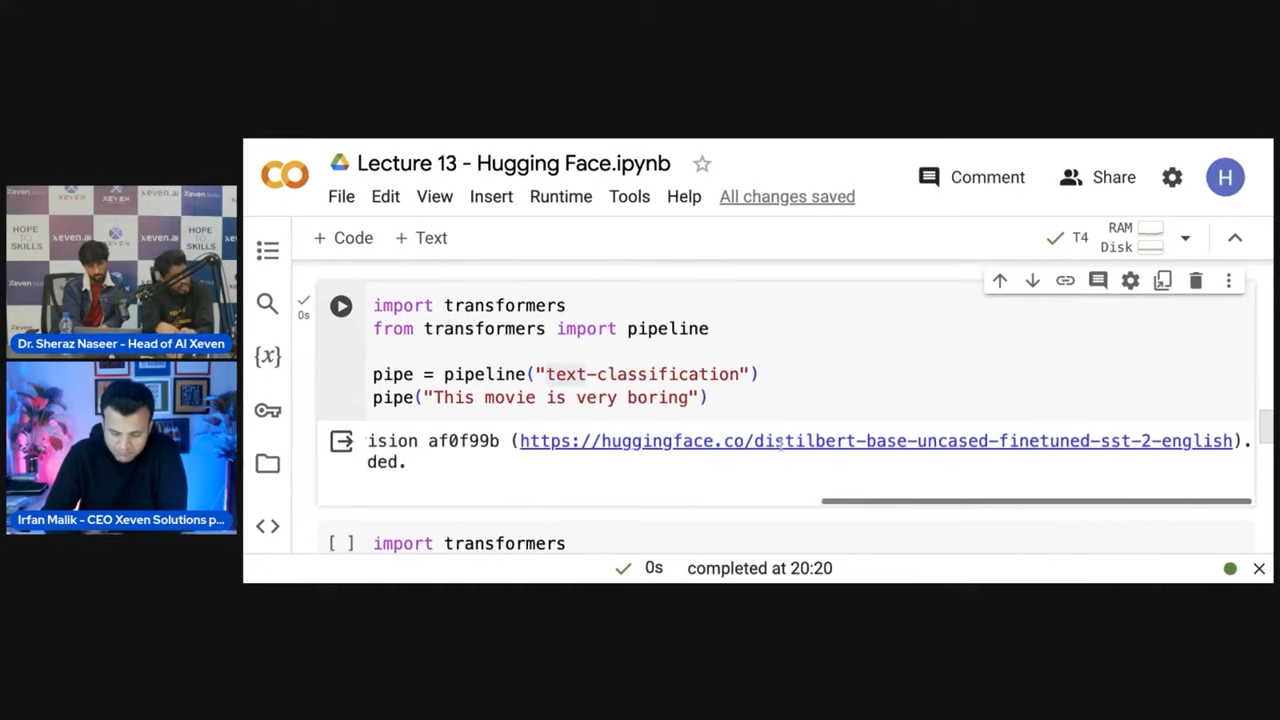 Lecture 13 - Hugging Face.ipynb
Comment
Share
H
File Edit View Insert Runtime Tools Help All changes saved
+ Code + Text
T4
RAM
Disk
0s
import transformers
from transformers import pipeline
pipe = pipeline("text-classification")
pipe("This movie is very boring")
ision af0f99b (https://huggingface.co/distilbert-base-uncased-finetuned-sst-2-english).
ded.
{x}
[ ] import transformers
0s completed at 20:20
XEVEN
xeven.ai
HOPE TO SKILLS
xeven.ai
Dr. Sheraz Naseer - Head of AI Xeven
Irfan Malik - CEO Xeven Solutions p...